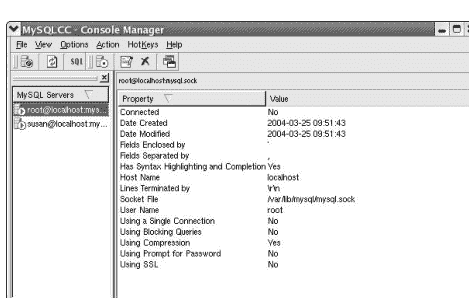 MySQLCC - Console Manager
File View Options Action HotKeys Help
SQL
root@localhostmysql.sock
MySQL Servers
root@localhost:mys...
susan@localhost:my...
Property Value
Connected No
Date Created 2004-03-25 09:51:43
Date Modified 2004-03-25 09:51:43
Fields Enclosed by '
Fields Separated by ,
Has Syntax Highlighting and Completion Yes
Host Name localhost
Lines Terminated by \r\n
Socket File /var/lib/mysql/mysql.sock
User Name root
Using a Single Connection No
Using Blocking Queries No
Using Compression Yes
Using Prompt for Password No
Using SSL No